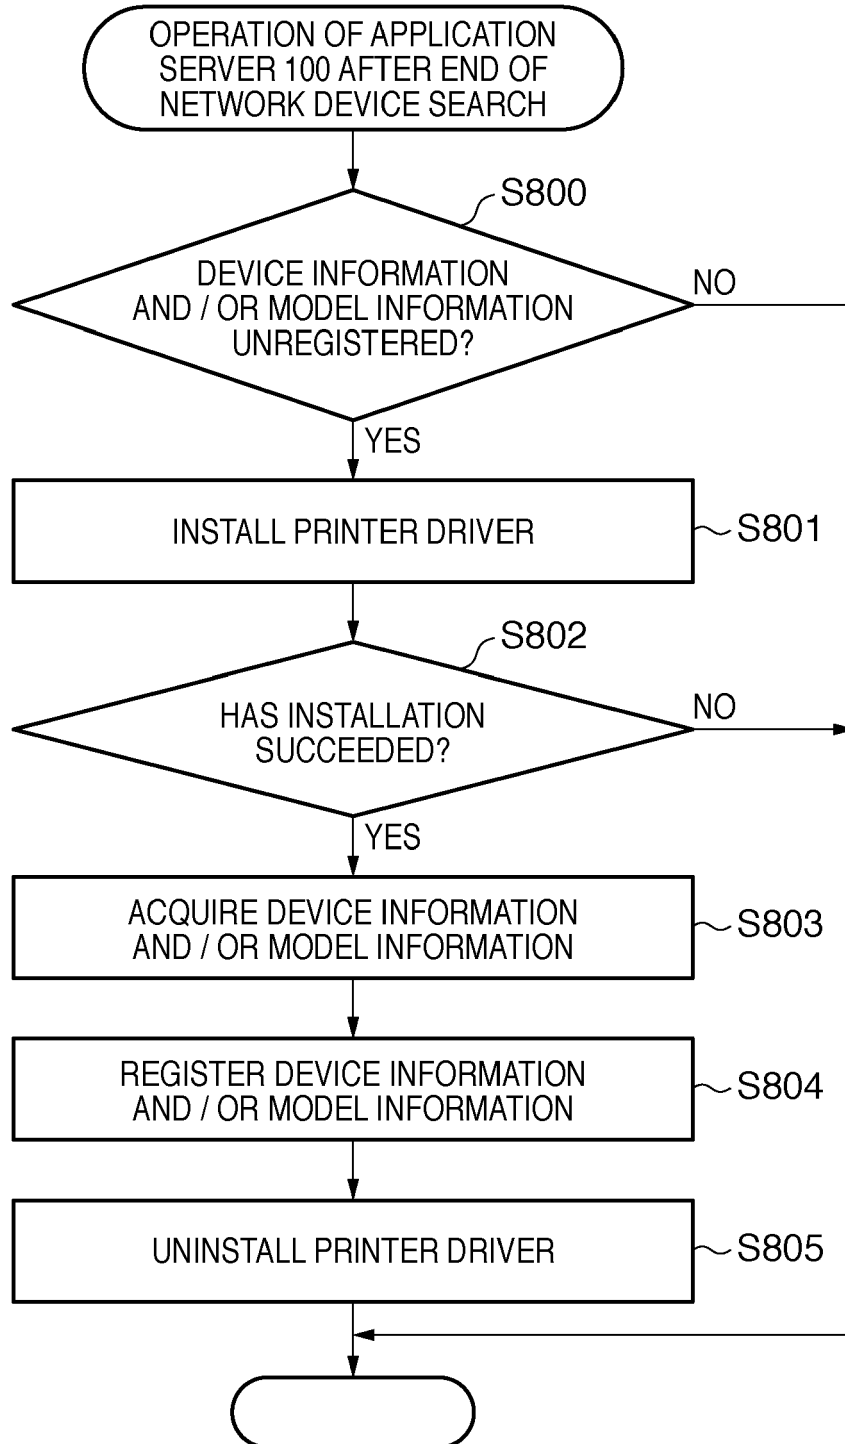 OPERATION OF APPLICATION
SERVER 100 AFTER END OF
NETWORK DEVICE SEARCH
S800
DEVICE INFORMATION
AND / OR MODEL INFORMATION
UNREGISTERED?
NO
YES
INSTALL PRINTER DRIVER
S801
S802
HAS INSTALLATION
SUCCEEDED?
NO
YES
ACQUIRE DEVICE INFORMATION
AND / OR MODEL INFORMATION
S803
REGISTER DEVICE INFORMATION
AND / OR MODEL INFORMATION
S804
UNINSTALL PRINTER DRIVER
S805